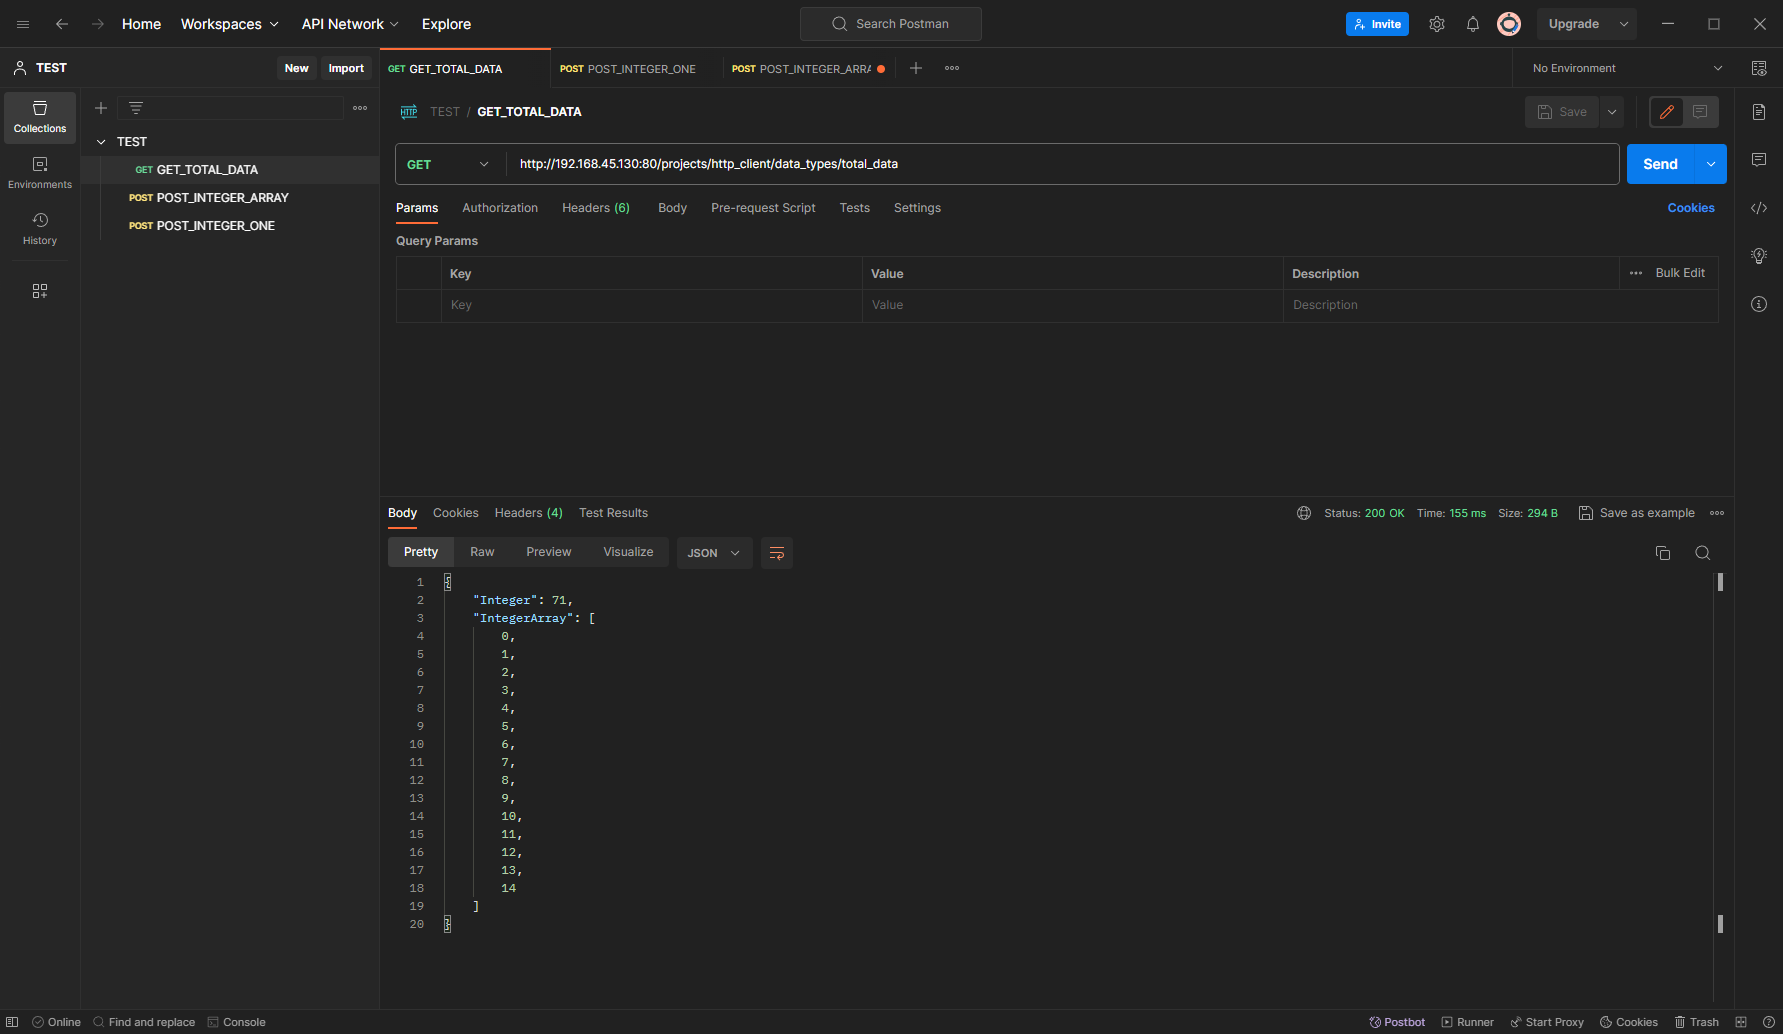 Home Workspaces API Network Explore Search Postman Invite Upgrade
TEST New Import GET GET_TOTAL_DATA POST POST_INTEGER_ONE POST POST_INTEGER_ARRA No Environment
TEST / GET_TOTAL_DATA Save
Collections
TEST
GET GET_TOTAL_DATA
POST POST_INTEGER_ARRAY
POST POST_INTEGER_ONE
Environments
History
GET http://192.168.45.130:80/projects/http_client/data_types/total_data Send
Params Authorization Headers (6) Body Pre-request Script Tests Settings Cookies
Query Params
Key Value Description Bulk Edit
Key Value Description
Body Cookies Headers (4) Test Results Status: 200 OK Time: 155 ms Size: 294 B Save as example
Pretty Raw Preview Visualize JSON
1 {
2 "Integer": 71,
3 "IntegerArray": [
4 0,
5 1,
6 2,
7 3,
8 4,
9 5,
10 6,
11 7,
12 8,
13 9,
14 10,
15 11,
16 12,
17 13,
18 14
19 ]
20 }
Online Find and replace Console Postbot Runner Start Proxy Cookies Trash